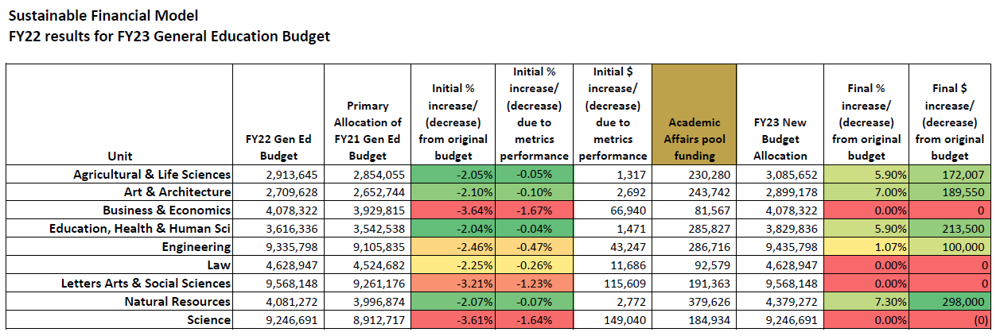 Sustainable Financial Model
FY22 results for FY23 General Education Budget
Unit
FY22 Gen Ed
Budget
Primary
Allocation of
FY21 Gen Ed
Budget
Initial %
increase/
(decrease)
from original
budget
Initial %
increase/
(decrease)
due to
metrics
performance
Initial $
increase/
(decrease)
due to
metrics
performance
Academic
Affairs pool
funding
FY23 New
Budget
Allocation
Final %
increase/
(decrease)
from original
budget
Final $
increase/
(decrease)
from original
budget
Agricultural & Life Sciences 2,913,645 2,854,055 -2.05% -0.05% 1,317 230,280 3,085,652 5.90% 172,007
Art & Architecture 2,709,628 2,652,744 -2.10% -0.10% 2,692 243,742 2,899,178 7.00% 189,550
Business & Economics 4,078,322 3,929,815 -3.64% -1.67% 66,940 81,567 4,078,322 0.00% 0
Education, Health & Human Sci 3,616,336 3,542,538 -2.04% -0.04% 1,471 285,827 3,829,836 5.90% 213,500
Engineering 9,335,798 9,105,835 -2.46% -0.47% 43,247 286,716 9,435,798 1.07% 100,000
Law 4,628,947 4,524,682 -2.25% -0.26% 11,686 92,579 4,628,947 0.00% 0
Letters Arts & Social Sciences 9,568,148 9,261,176 -3.21% -1.23% 115,609 191,363 9,568,148 0.00% 0
Natural Resources 4,081,272 3,996,874 -2.07% -0.07% 2,772 379,626 4,379,272 7.30% 298,000
Science 9,246,691 8,912,717 -3.61% -1.64% 149,040 184,934 9,246,691 0.00% (0)